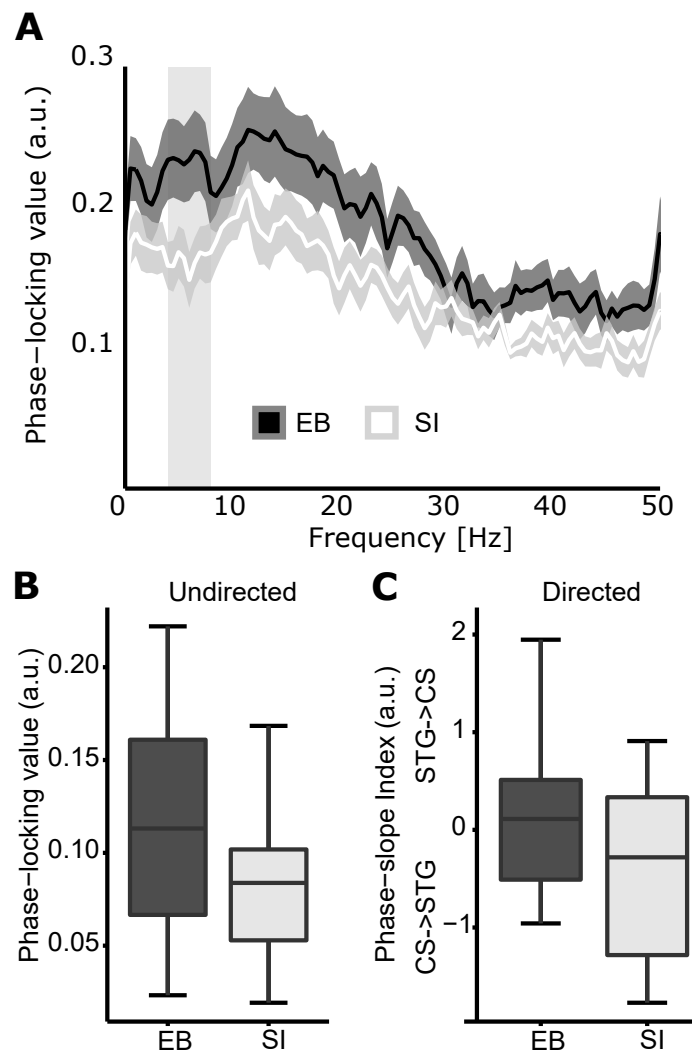 A
Phase−locking value (a.u.)
0.3
0.2
0.1
EB
SI
0
10
20
30
40
50
Frequency [Hz]
B
Undirected
Phase−locking value (a.u.)
0.20
0.15
0.10
0.05
EB
SI
C
Directed
Phase−slope Index (a.u.)
CS->STG
STG->CS
2
1
0
−1
EB
SI